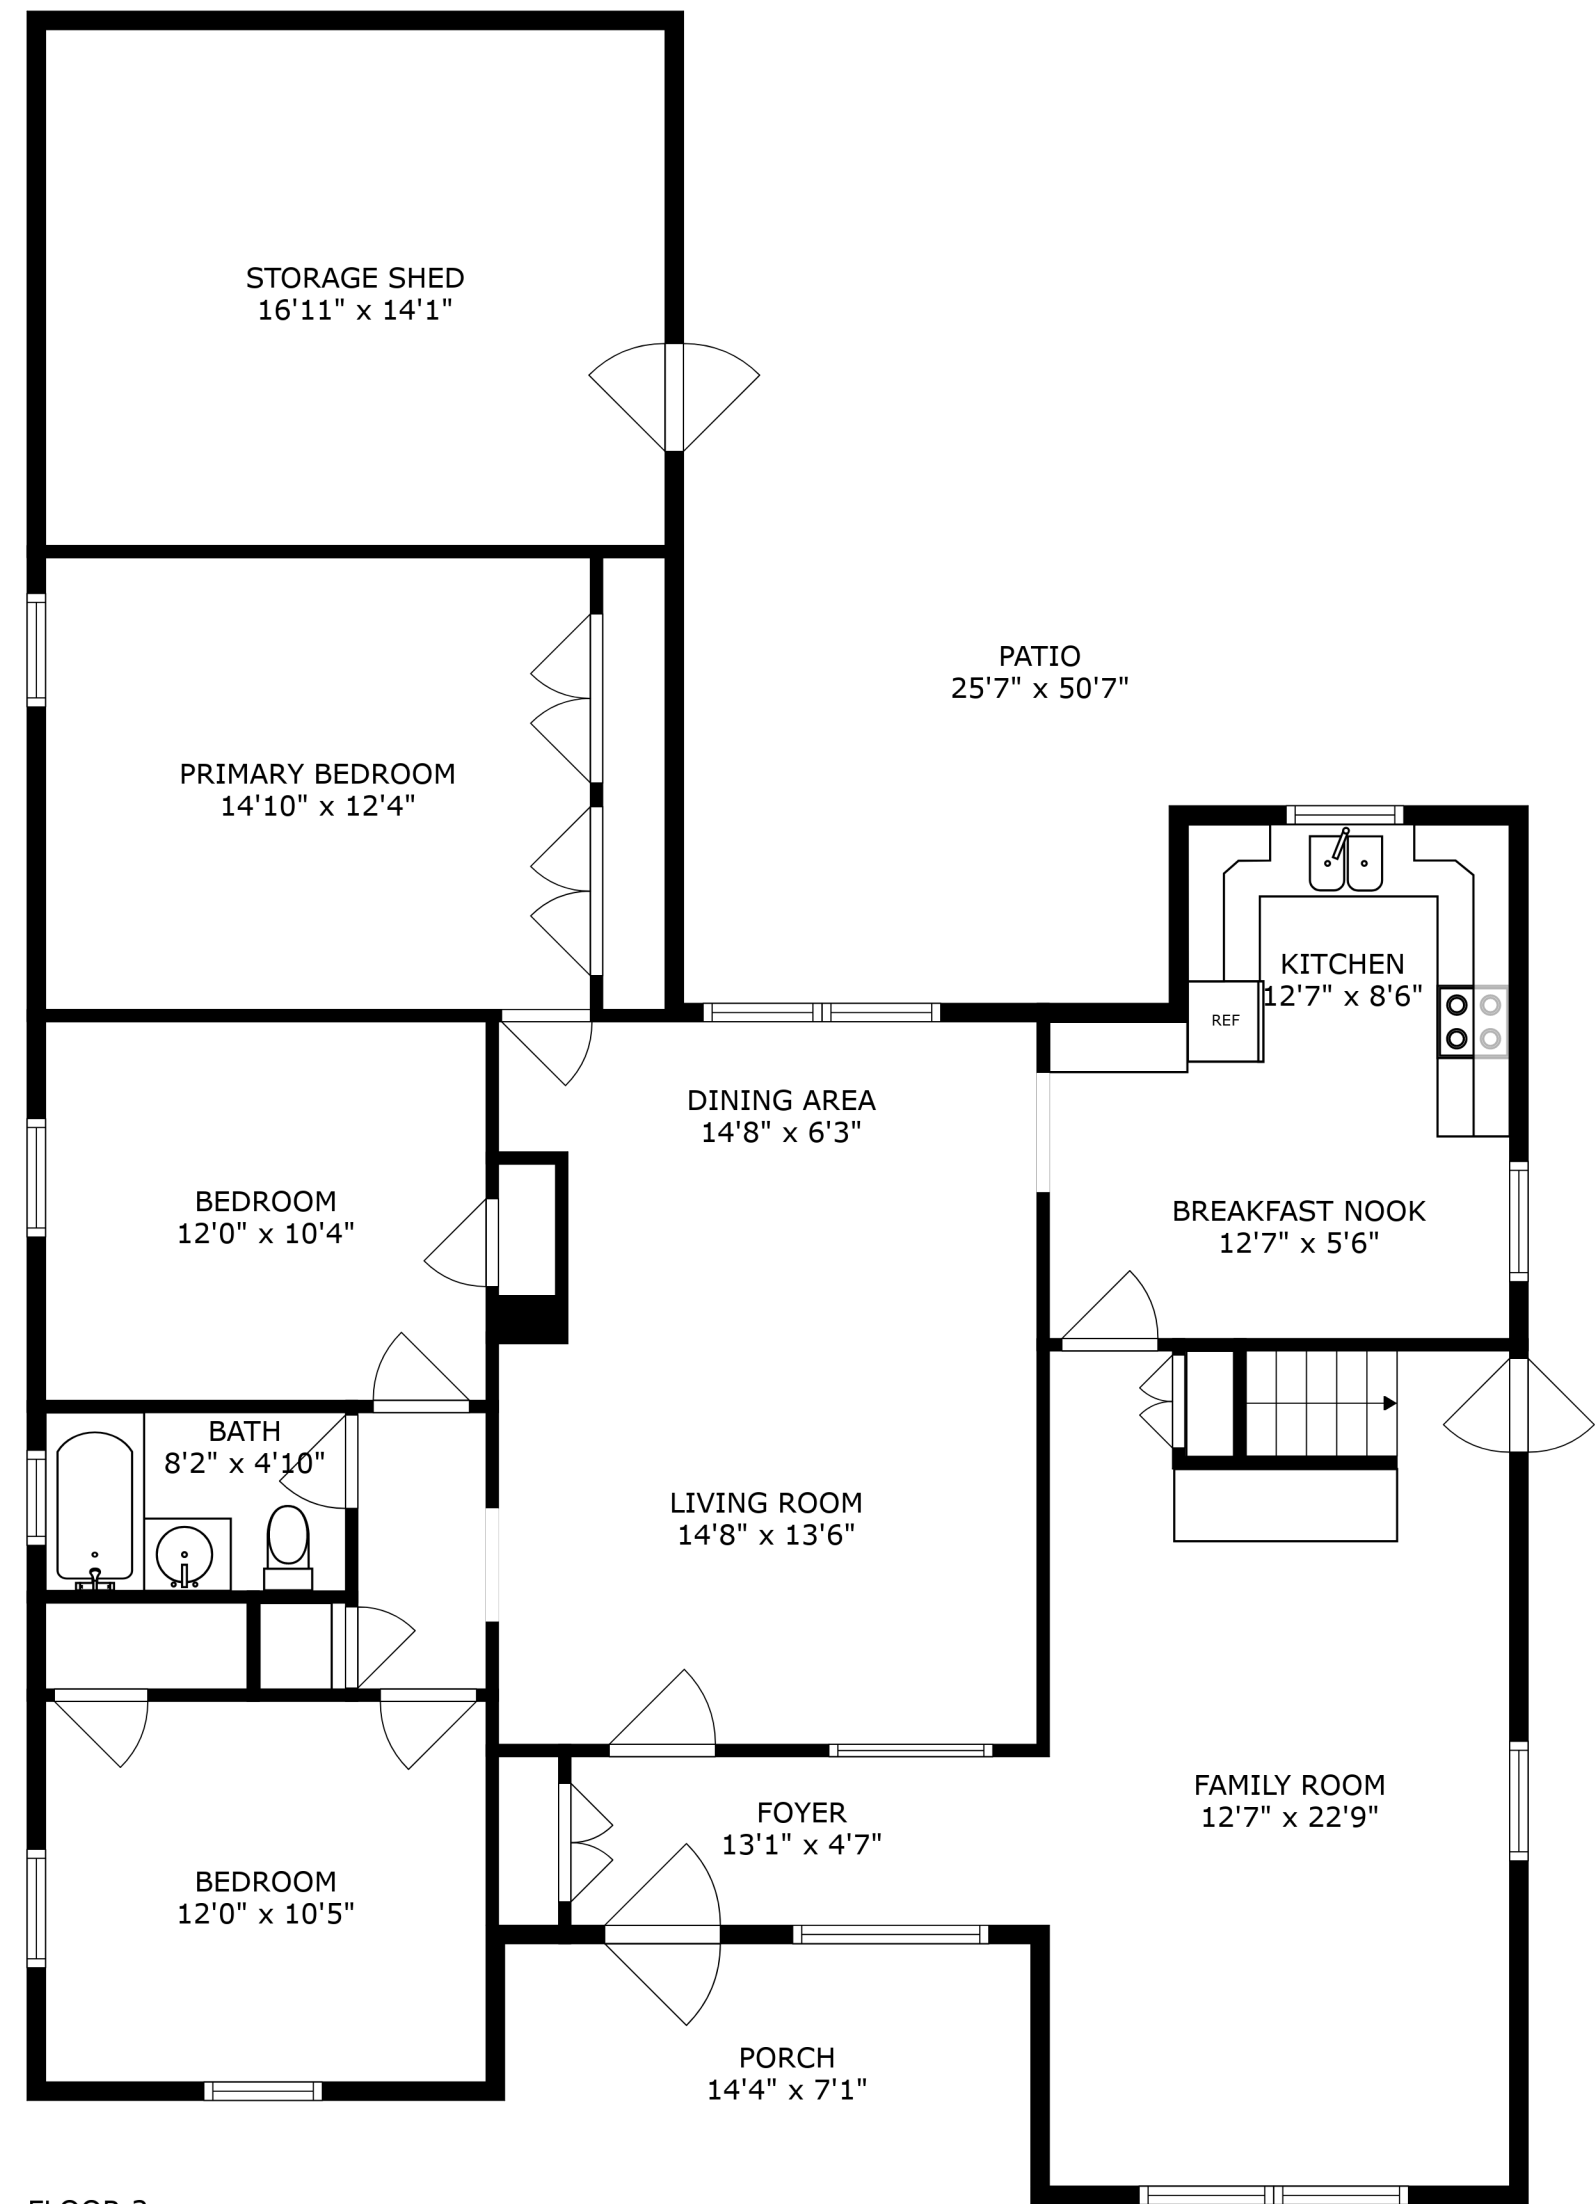 STORAGE SHED
16'11" x 14'1"
PATIO
25'7" x 50'7"
PRIMARY BEDROOM
14'10" x 12'4"
KITCHEN
12'7" x 8'6"
REF
DINING AREA
14'8" x 6'3"
BEDROOM
12'0" x 10'4"
BREAKFAST NOOK
12'7" x 5'6"
BATH
8'2" x 4'10"
LIVING ROOM
14'8" x 13'6"
FAMILY ROOM
12'7" x 22'9"
FOYER
13'1" x 4'7"
BEDROOM
12'0" x 10'5"
PORCH
14'4" x 7'1"
FLOOR